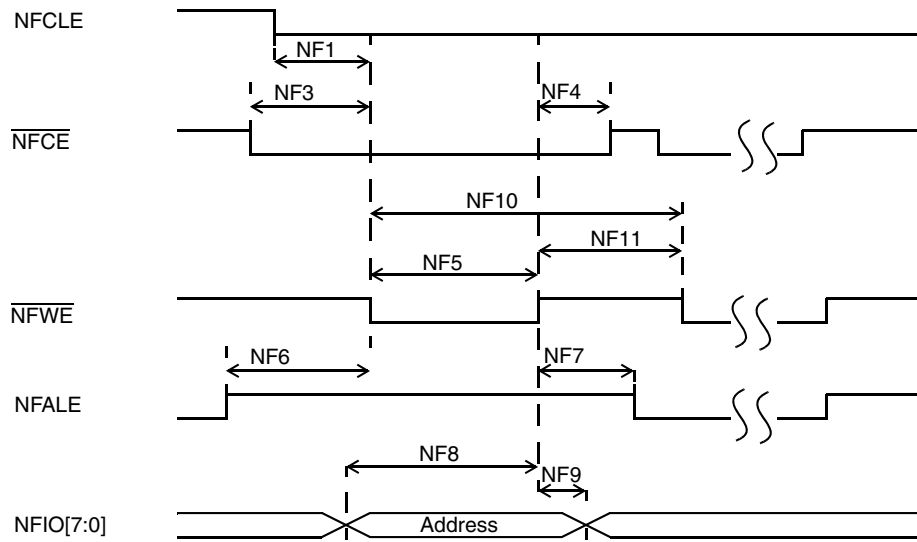 NFCLE
NF1
NF3
NF4
NFCE
NF10
NF11
NF5
NFWE
NF6
NF7
NFALE
NF8
NF9
NFIO[7:0]
Address